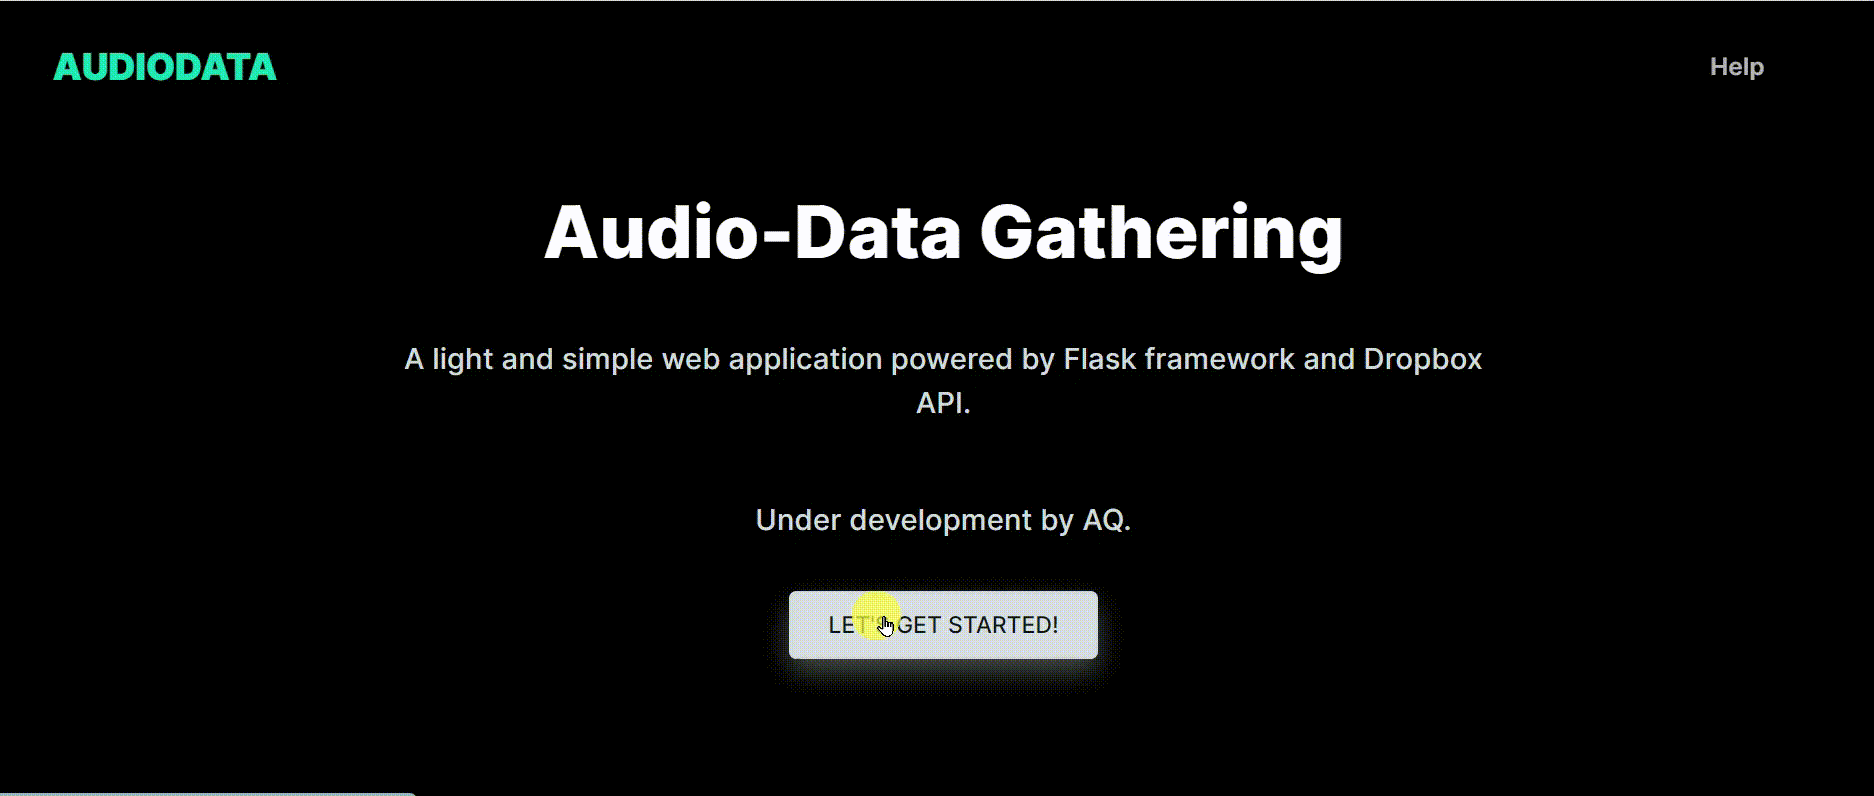 AUDIODATA
Help
Audio-Data Gathering
A light and simple web application powered by Flask framework and Dropbox
API.
Under development by AQ.
LET'S GET STARTED!